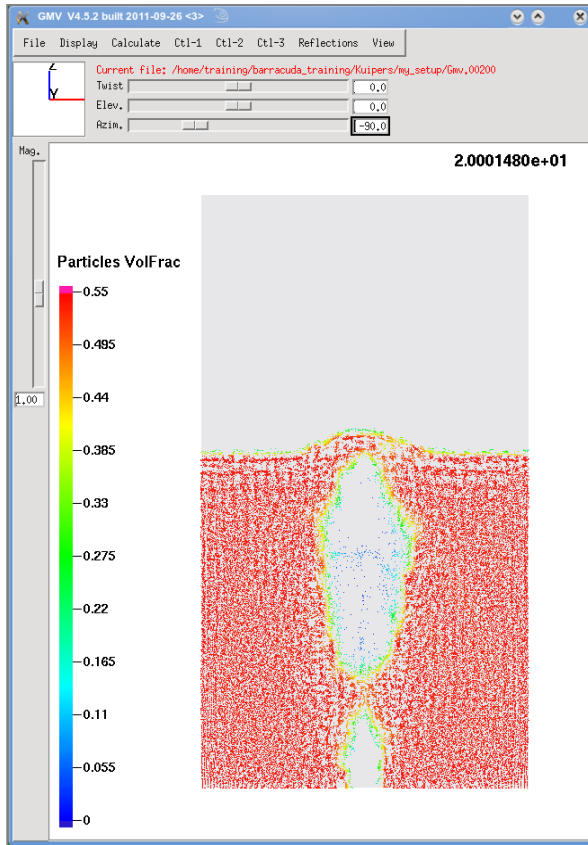 GMV V4.5.2 built 2011-09-26 <3>
File Display Calculate Ctl-1 Ctl-2 Ctl-3 Reflections View
Current file: /home/training/barracuda_training/Kuipers/my_setup/Gmv.00200
Z
Y
Twist 0.0
Elev. 0.0
Azim. -90.0
Mag.
2.0001480e+01
Particles VolFrac
0.55
0.495
0.44
0.385
0.33
0.275
0.22
0.165
0.11
0.055
0
1.00